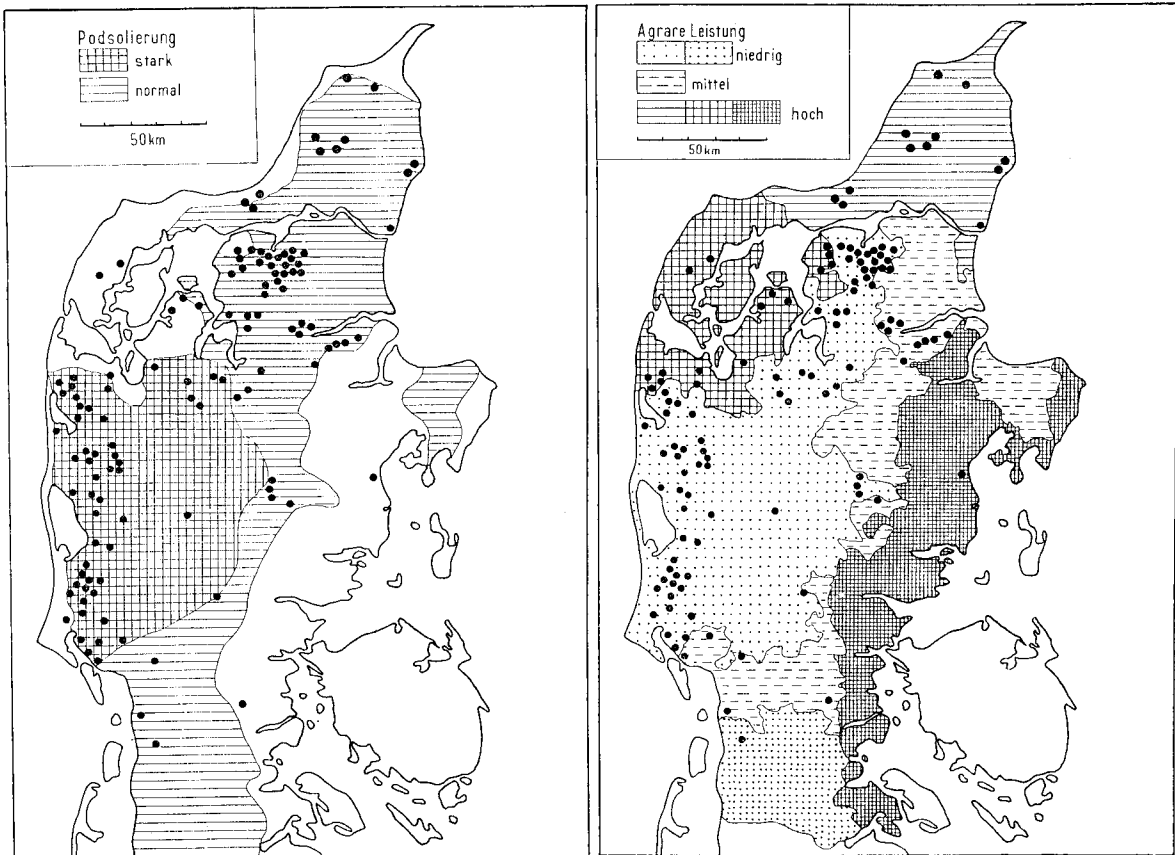 Podsolierung
stark
normal
50km
Agrare Leistung
niedrig
mittel
hoch
50km